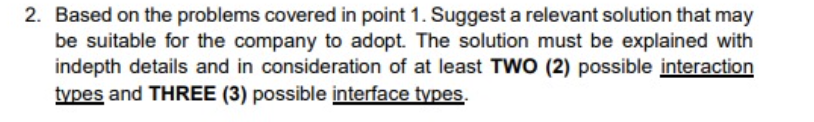 2. Based on the problems covered in point 1. Suggest a relevant solution that may
be suitable for the company to adopt. The solution must be explained with
indepth details and in consideration of at least TWO (2) possible interaction
types and THREE (3) possible interface types.